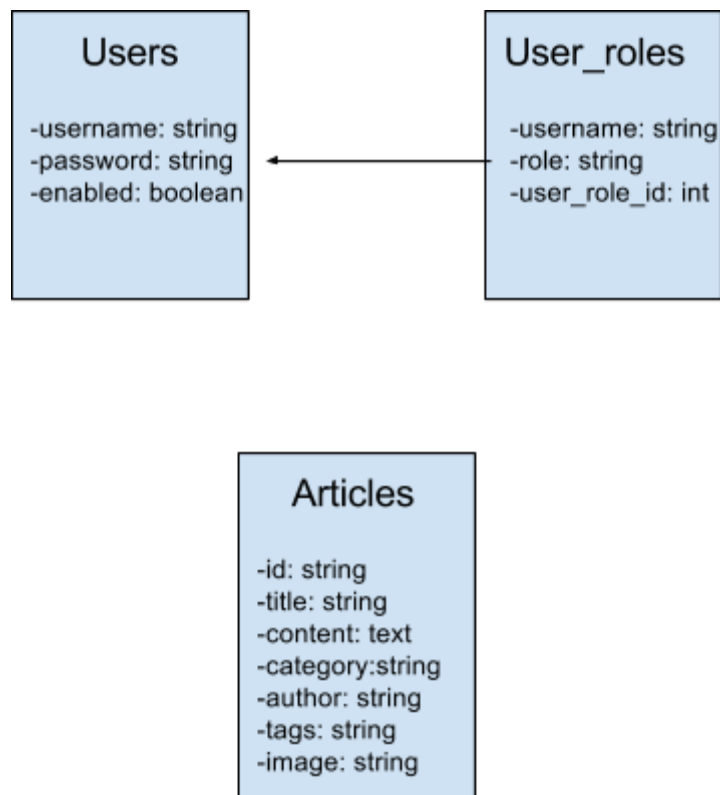 Users
-username: string
-password: string
-enabled: boolean
User_roles
-username: string
-role: string
-user_role_id: int
Articles
-id: string
-title: string
-content: text
-category:string
-author: string
-tags: string
-image: string